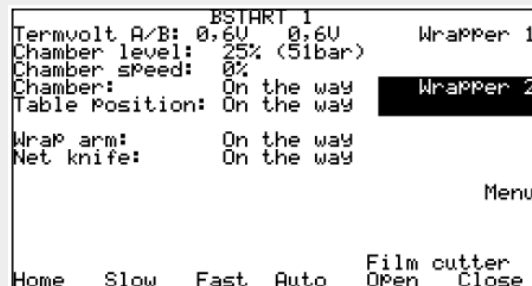 BSTART 1
Termvolt A/B: 0,6V 0,6V Wrapper 1
Chamber level: 25% (51bar)
Chamber speed: 0%
Chamber: On the way Wrapper 2
Table position: On the way
Wrap arm: On the way
Net knife: On the way
Menu
Film cutter
Home Slow Fast Auto Open Close